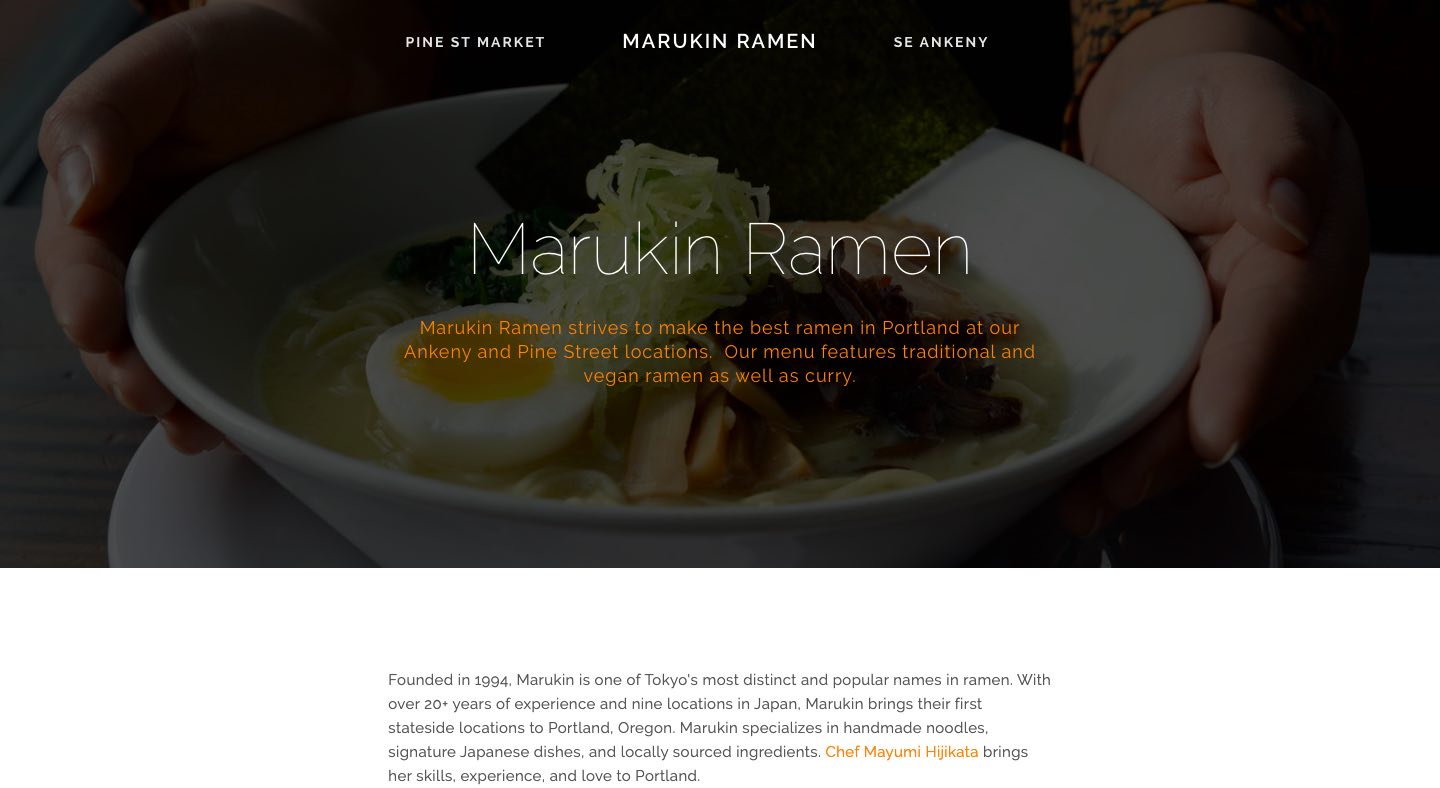 PINE ST MARKET
MARUKIN RAMEN
SE ANKENY
Marukin Ramen
Marukin Ramen strives to make the best ramen in Portland at our
Ankeny and Pine Street locations.  Our menu features traditional and
vegan ramen as well as curry.
Founded in 1994, Marukin is one of Tokyo's most distinct and popular names in ramen. With
over 20+ years of experience and nine locations in Japan, Marukin brings their first
stateside locations to Portland, Oregon. Marukin specializes in handmade noodles,
signature Japanese dishes, and locally sourced ingredients. Chef Mayumi Hijikata brings
her skills, experience, and love to Portland.